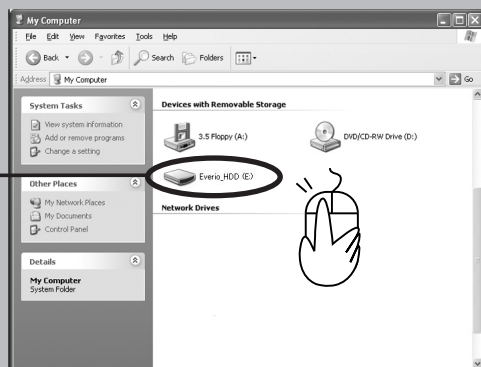 My Computer
File Edit View Favorites Tools Help
Back Search Folders
Address My Computer Go
System Tasks
View system information
Add or remove programs
Change a setting
Other Places
My Network Places
My Documents
Control Panel
Details
My Computer
System Folder
Devices with Removable Storage
3.5 Floppy (A:)
DVD/CD-RW Drive (D:)
Everio_HDD (E:)
Network Drives